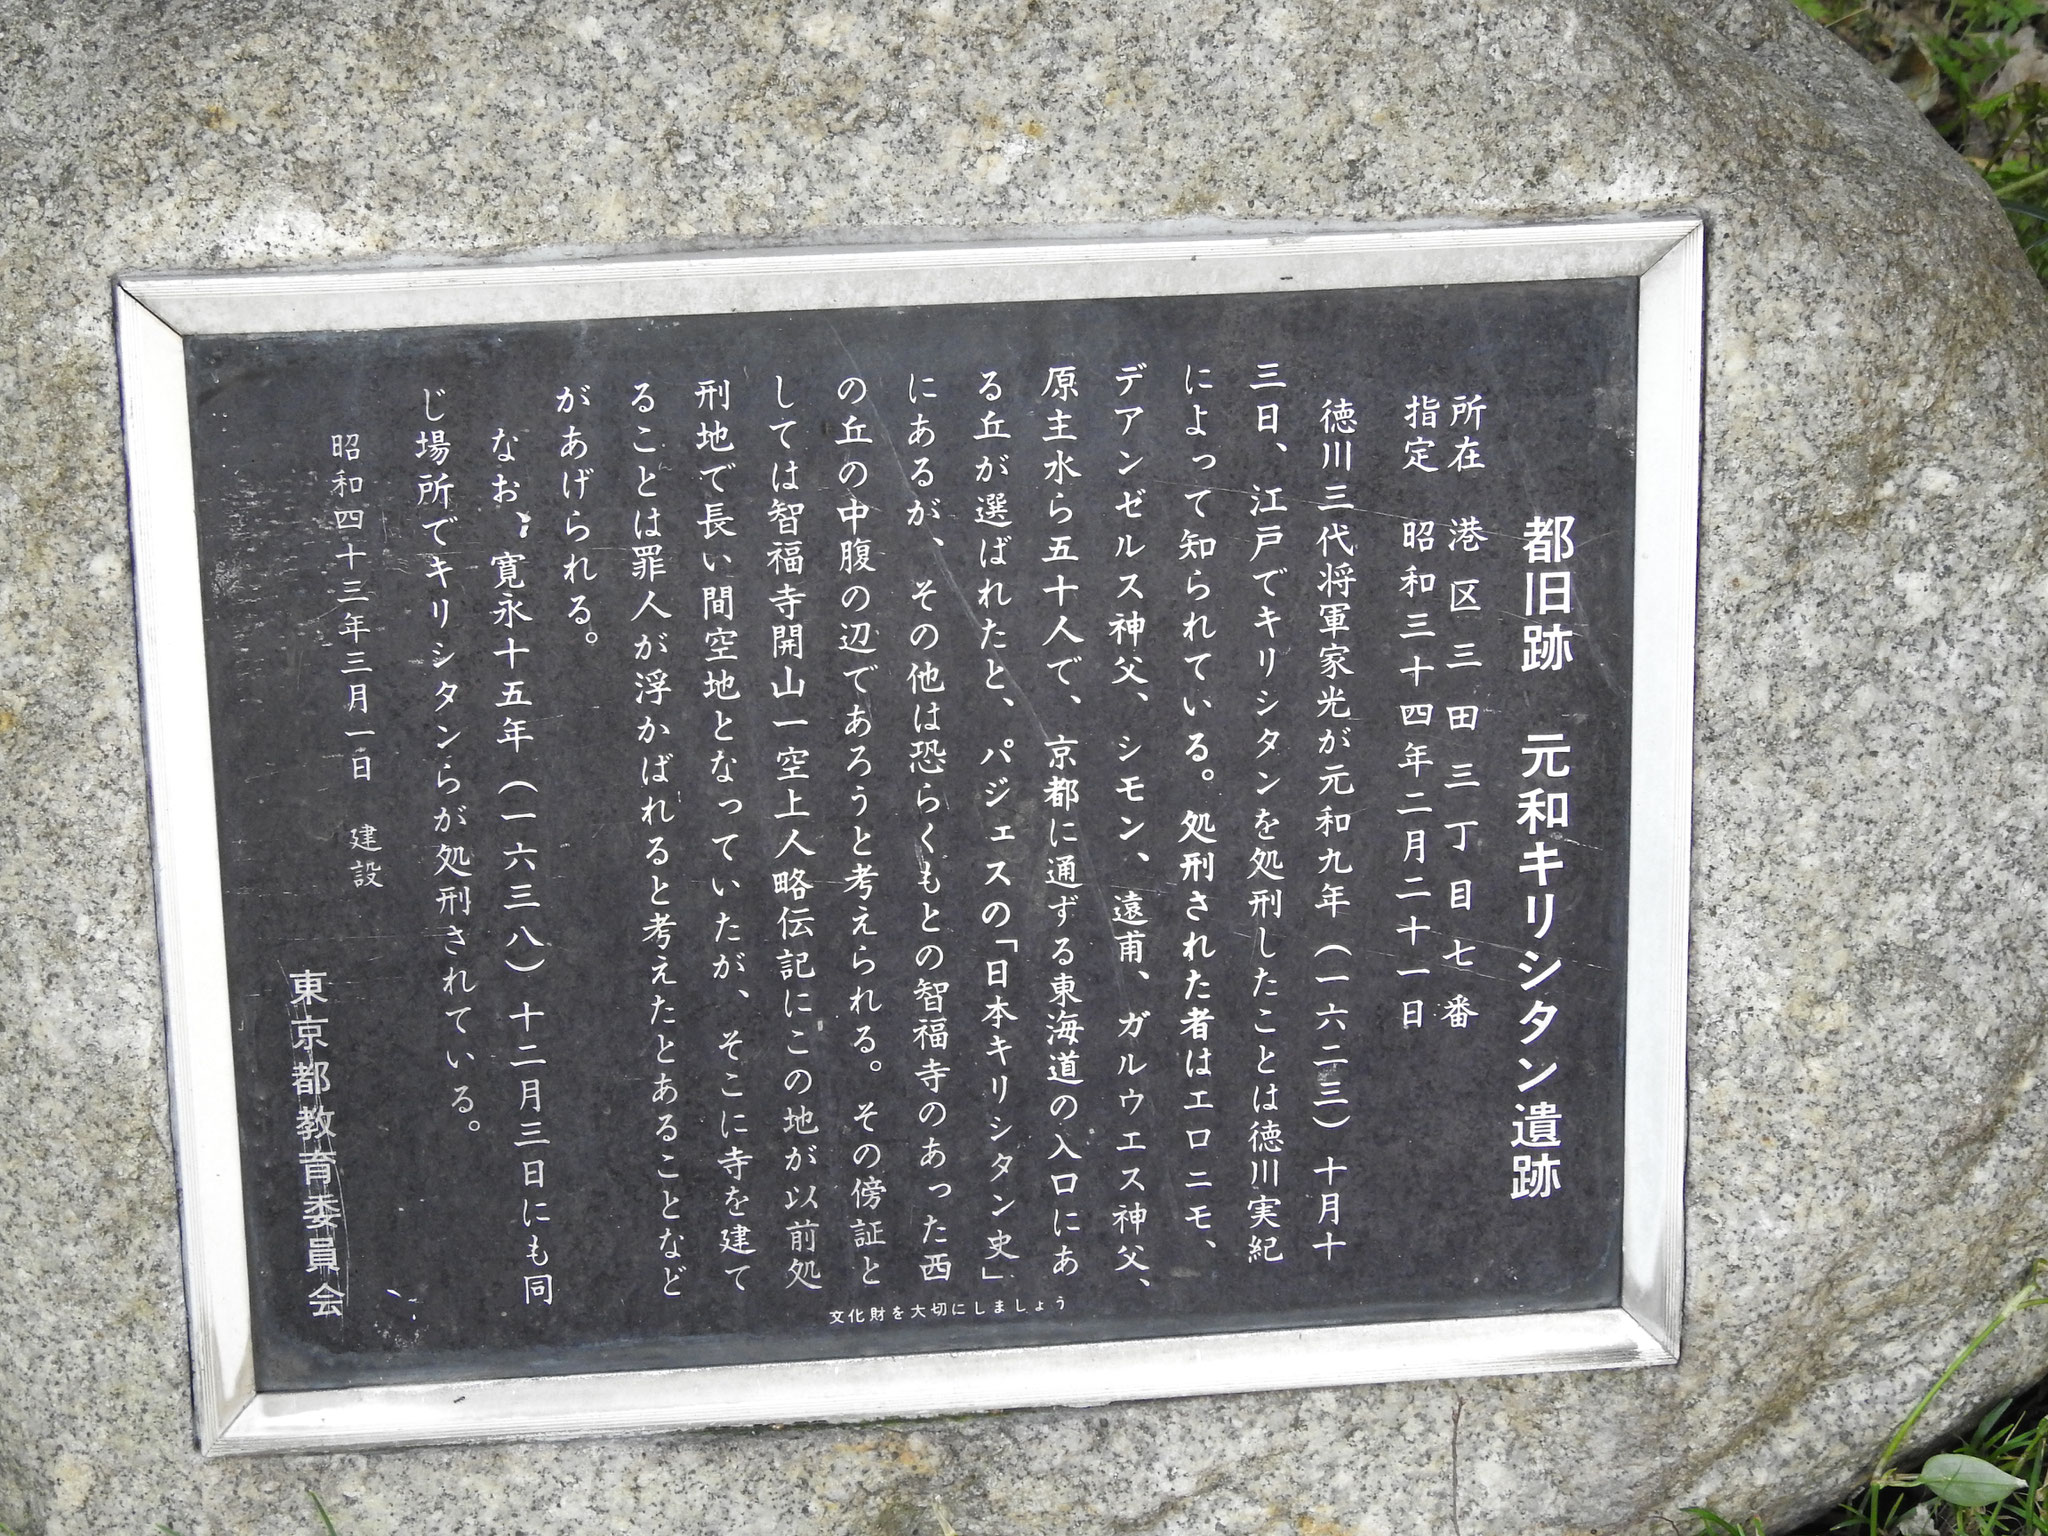 都旧跡 元和キリシタン遺跡
所在 港区三田三丁目七番
指定 昭和三十四年二月二十一日
徳川三代将軍家光が元和九年(一六二三)十月十
三日、江戸でキリシタンを処刑したことは徳川実紀
によって知られている。処刑された者はエロニモ、
デアンゼルス神父、シモン、遠甫、ガルウエス神父、
原主水ら五十人で、京都に通ずる東海道の入口にあ
る丘が選ばれたと、パジェスの「日本キリシタン史」
にあるが、その他は恐らくもとの智福寺のあった西
の丘の中腹の辺であろうと考えられる。その傍証と
しては智福寺開山一空上人略伝記にこの地が以前処
刑地で長い間空地となっていたが、そこに寺を建て
ることは罪人が浮かばれると考えたとあることなど
があげられる。
なお、寛永十五年(一六三八)十二月三日にも同
じ場所でキリシタンらが処刑されている。
昭和四十三年三月一日 建設
東京都教育委員会
文化財を大切にしましょう